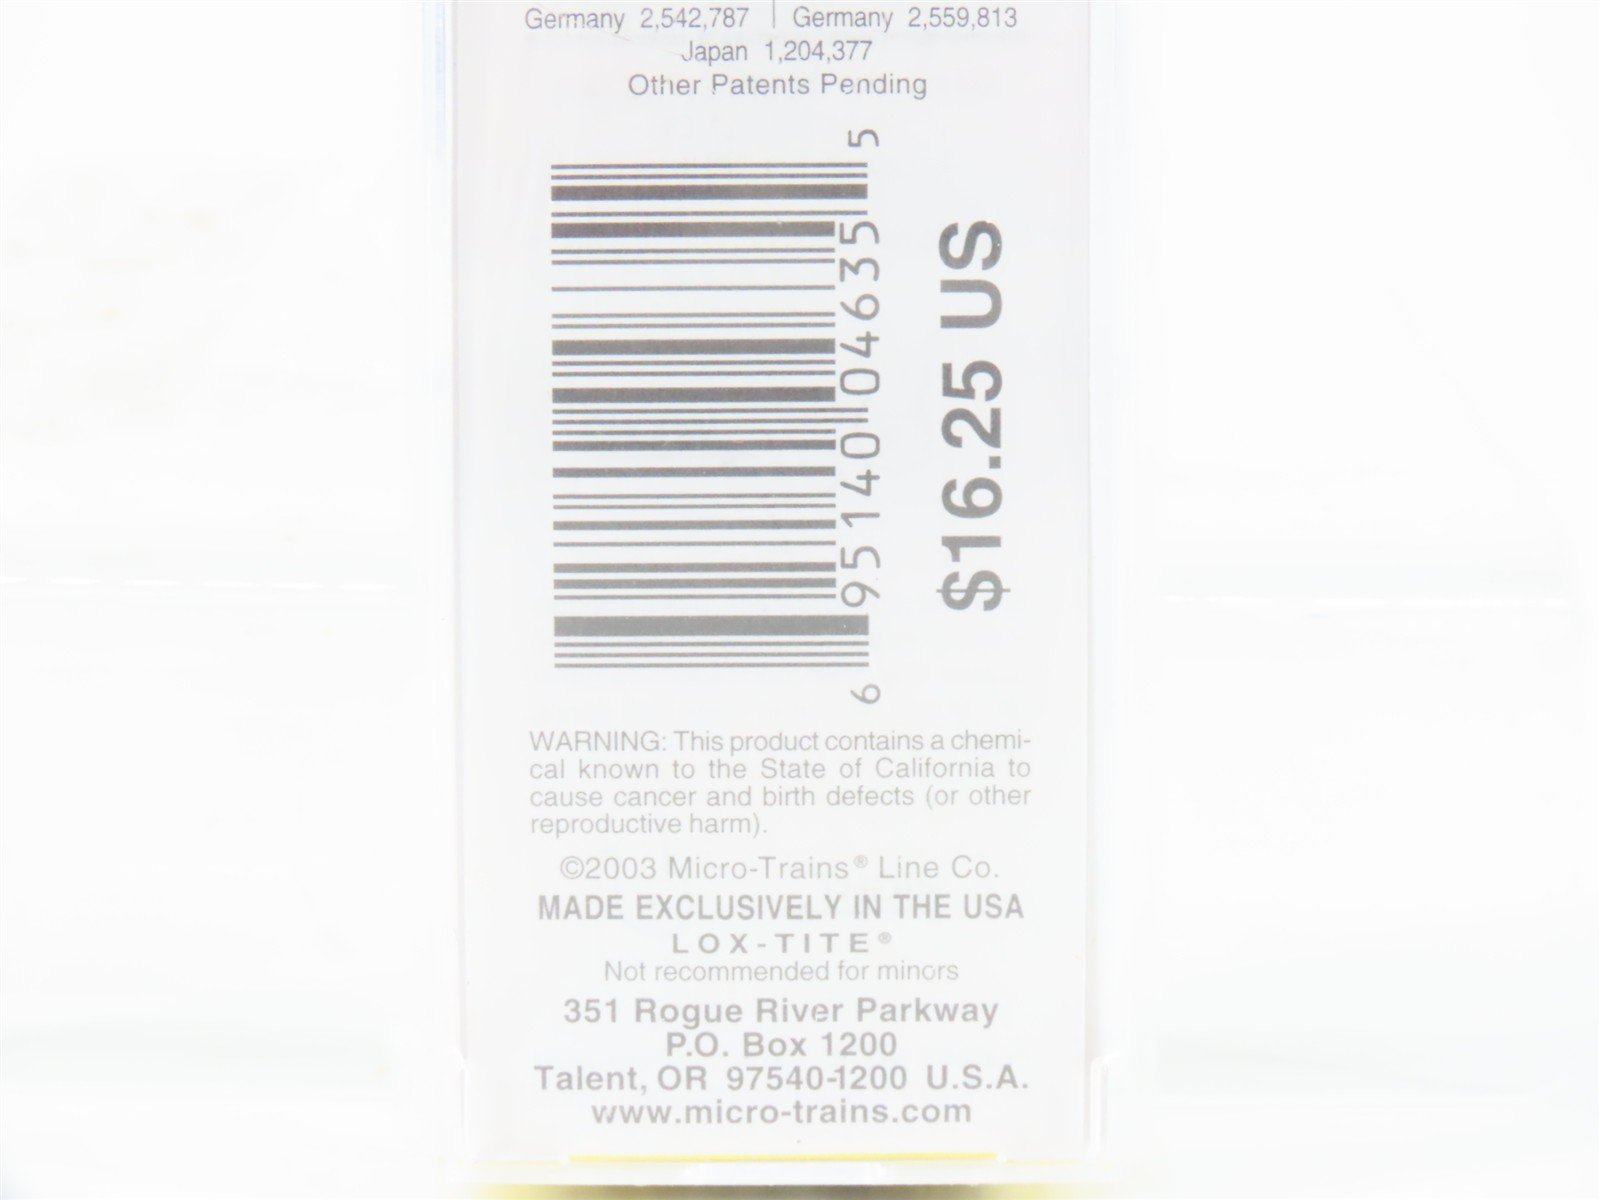 Germany 2,542,787 | Germany 2,559,813
Japan 1,204,377
Other Patents Pending
6 95140 04635 5
$16.25 US
WARNING: This product contains a chemi-
cal known to the State of California to
cause cancer and birth defects (or other
reproductive harm).
©2003 Micro-Trains® Line Co.
MADE EXCLUSIVELY IN THE USA
LOX-TITE®
Not recommended for minors
351 Rogue River Parkway
P.O. Box 1200
Talent, OR 97540-1200 U.S.A.
www.micro-trains.com